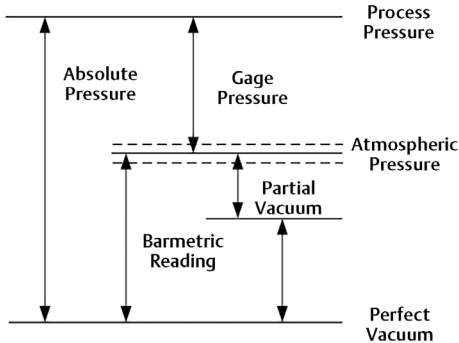 Process
Pressure
Absolute
Pressure
Gage
Pressure
Atmospheric
Pressure
Partial
Vacuum
Barmetric
Reading
Perfect
Vacuum